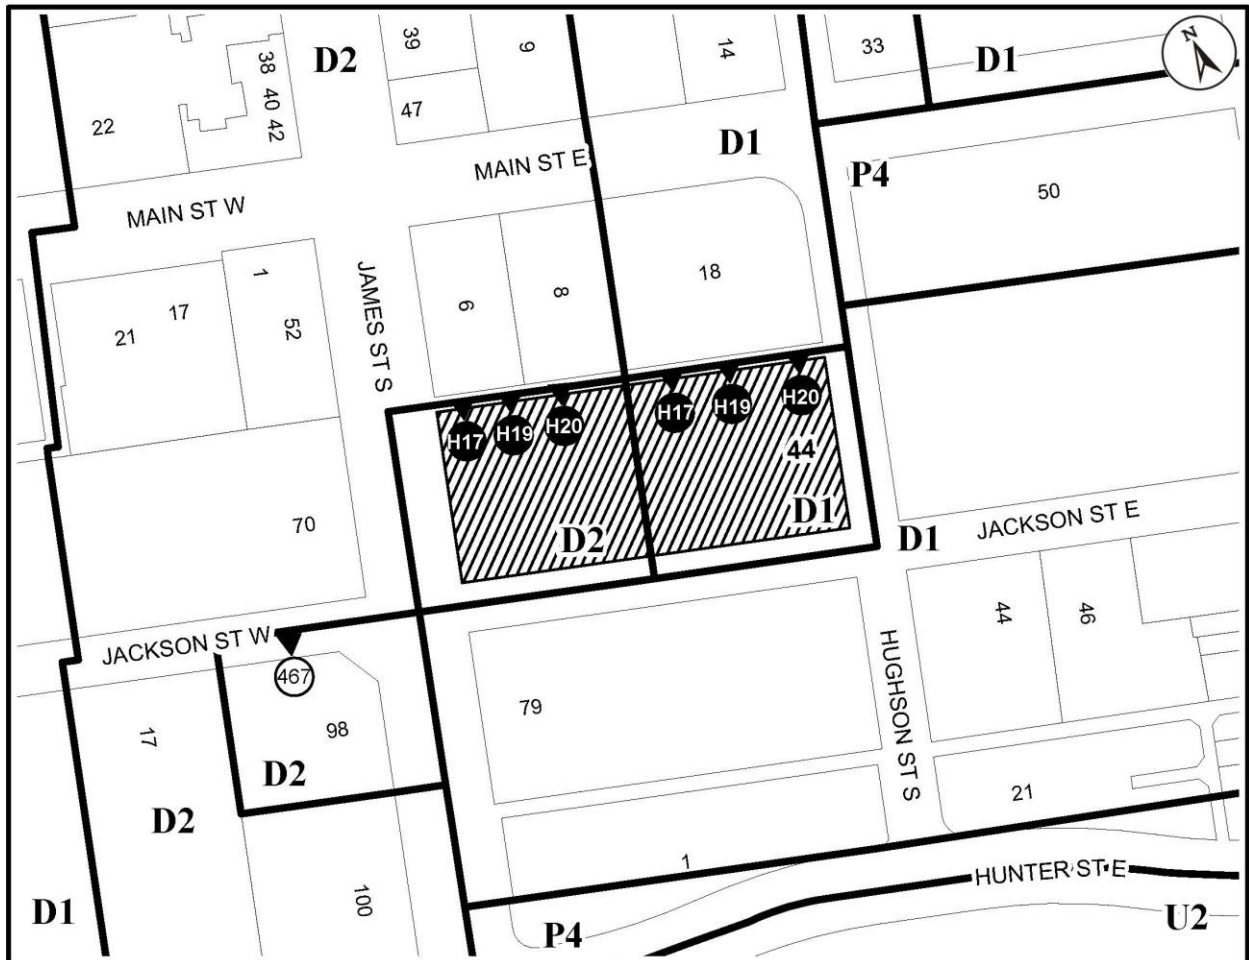 39
9
14
33
D2
D1
N
38
40
42
47
22
MAIN ST E
D1
P4
50
MAIN ST W
JAMES ST S
1
17
21
52
6
8
18
H17
H19
H20
H17
H19
H20
44
70
D2
D1
D1
JACKSON ST E
JACKSON ST W
467
98
17
D2
D2
79
HUGHSON ST S
44
46
21
1
100
HUNTER ST E
D1
P4
U2